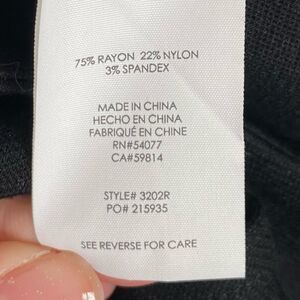 75% RAYON 22% NYLON
3% SPANDEX
MADE IN CHINA
HECHO EN CHINA
FABRIQUÉ EN CHINE
RN#54077
CA#59814
STYLE# 3202R
PO# 215935
SEE REVERSE FOR CARE